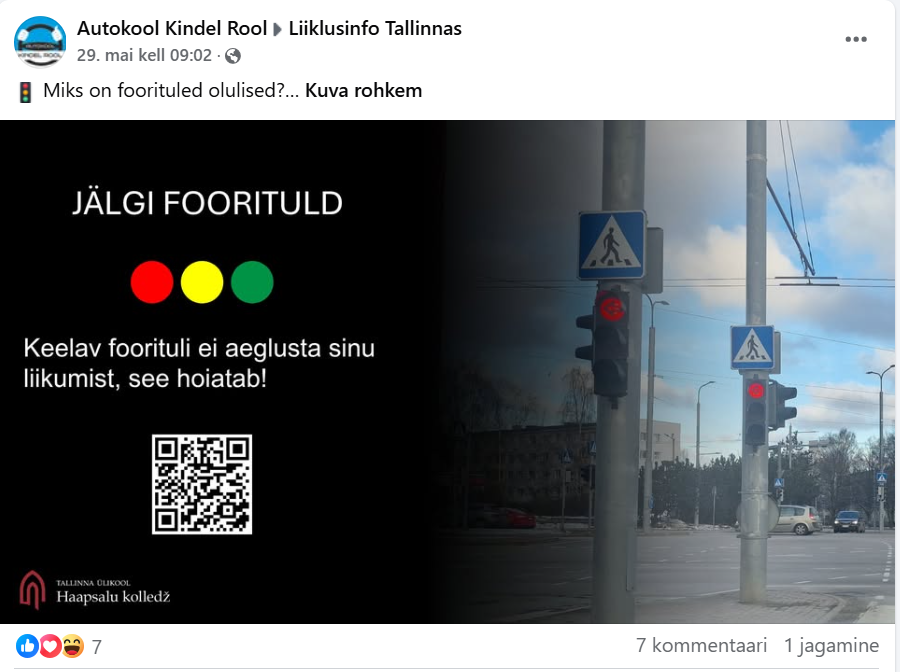 Autokool Kindel Rool Liiklusinfo Tallinnas
29. mai kell 09:02 ·
Miks on foorituled olulised?... Kuva rohkem
JÄLGI FOORITULD
Keelav foorituli ei aeglusta sinu
liikumist, see hoiatab!
TALLINNA ÜLIKOOL
Haapsalu kolledž
7
7 kommentaari 1 jagamine